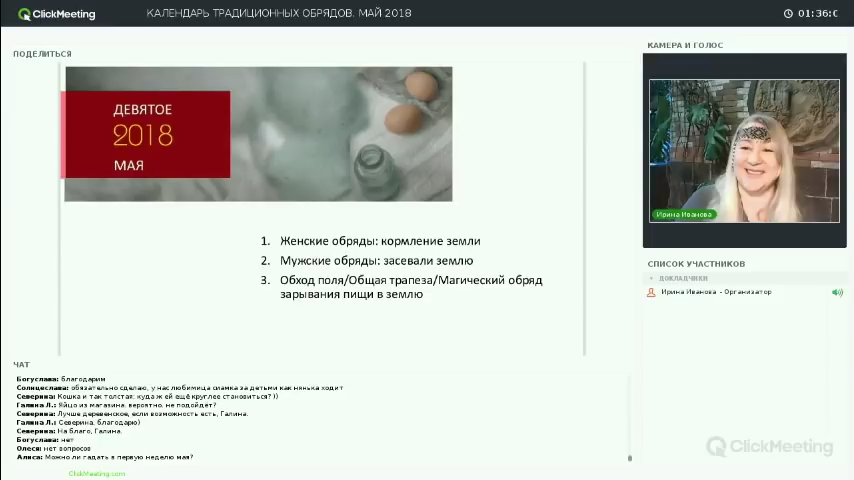 ClickMeeting
КАЛЕНДАРЬ ТРАДИЦИОННЫХ ОБРЯДОВ. МАЙ 2018
01:36:0
ПОДЕЛИТЬСЯ
ДЕВЯТОЕ
2018
МАЯ
1. Женские обряды: кормление земли
2. Мужские обряды: засевали землю
3. Обход поля/Общая трапеза/Магический обряд
зарывания пищи в землю
КАМЕРА И ГОЛОС
Ирина Иванова
СПИСОК УЧАСТНИКОВ
ДОКЛАДЧИКИ
Ирина Иванова - Организатор
ЧАТ
Богуслава: благодарим
Солнцеслава: обязательно сделаю, у нас любимица сиамка за детьми как нянька ходит
Северина: Кошка и так толстая: куда ж ей ещё круглее становиться? ))
Галина Л.: Яйцо из магазина, вероятно, не подойдёт?
Северина: Лучше деревенское, если возможность есть, Галина.
Галина Л.: Северина, благодарю)
Северина: На благо, Галина.
Богуслава: нет
Олеся: нет вопросов
Алиса: Можно ли гадать в первую неделю мая?
ClickMeeting.com
ClickMeeting